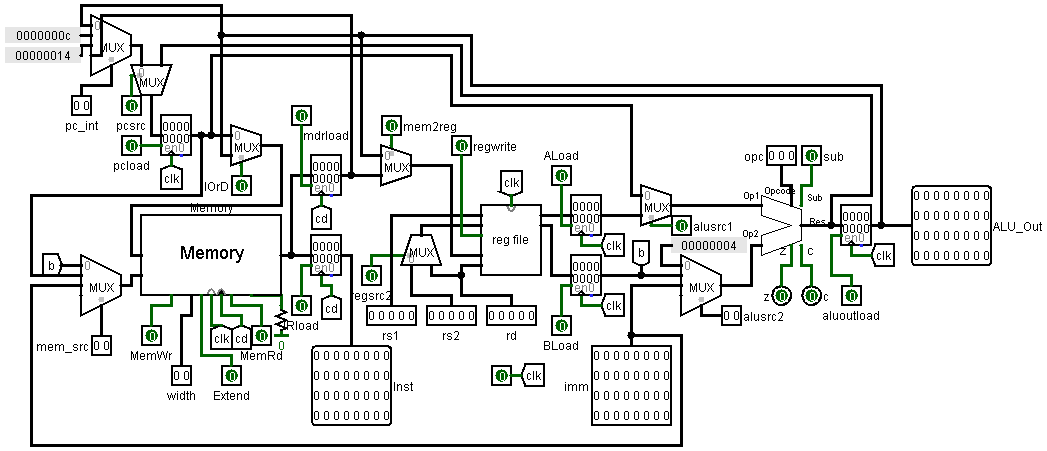 0000000c
00000014
0
MUX
0
MUX
0 0
pc_int
0
pcsrc
0
pcload
0000
0000
en0
clk
0
MUX
0
IOrD
0
mdrload
0000
0000
en0
cd
0
mem2reg
0
MUX
0
regwrite
clk
reg file
MUX
0
regsrc2
0 0 0 0 0
rs1
0 0 0 0 0
rs2
0 0 0 0 0
rd
ALoad
0
0000
0000
en0
clk
0000
0000
en0
clk
0
BLoad
b
0
MUX
0
alusrc1
00000004
0
MUX
0 0
alusrc2
opc
0 0 0
0
sub
Opcode
Op1
Sub
Res
Op2
Z
C
z
0
0
c
0000
0000
en0
clk
0
aluoutload
0 0 0 0 0 0 0 0
0 0 0 0 0 0 0 0
0 0 0 0 0 0 0 0
0 0 0 0 0 0 0 0
ALU_Out
Memory
Memory
b
0
MUX
mem_src
0 0
0
MemWr
0 0
width
clk
cd
0
MemRd
0
Extend
0
0000
0000
en0
cd
0
Rload
0 0 0 0 0 0 0 0
0 0 0 0 0 0 0 0
0 0 0 0 0 0 0 0
0 0 0 0 0 0 0 0
Inst
0
clk
imm
0 0 0 0 0 0 0 0
0 0 0 0 0 0 0 0
0 0 0 0 0 0 0 0
0 0 0 0 0 0 0 0